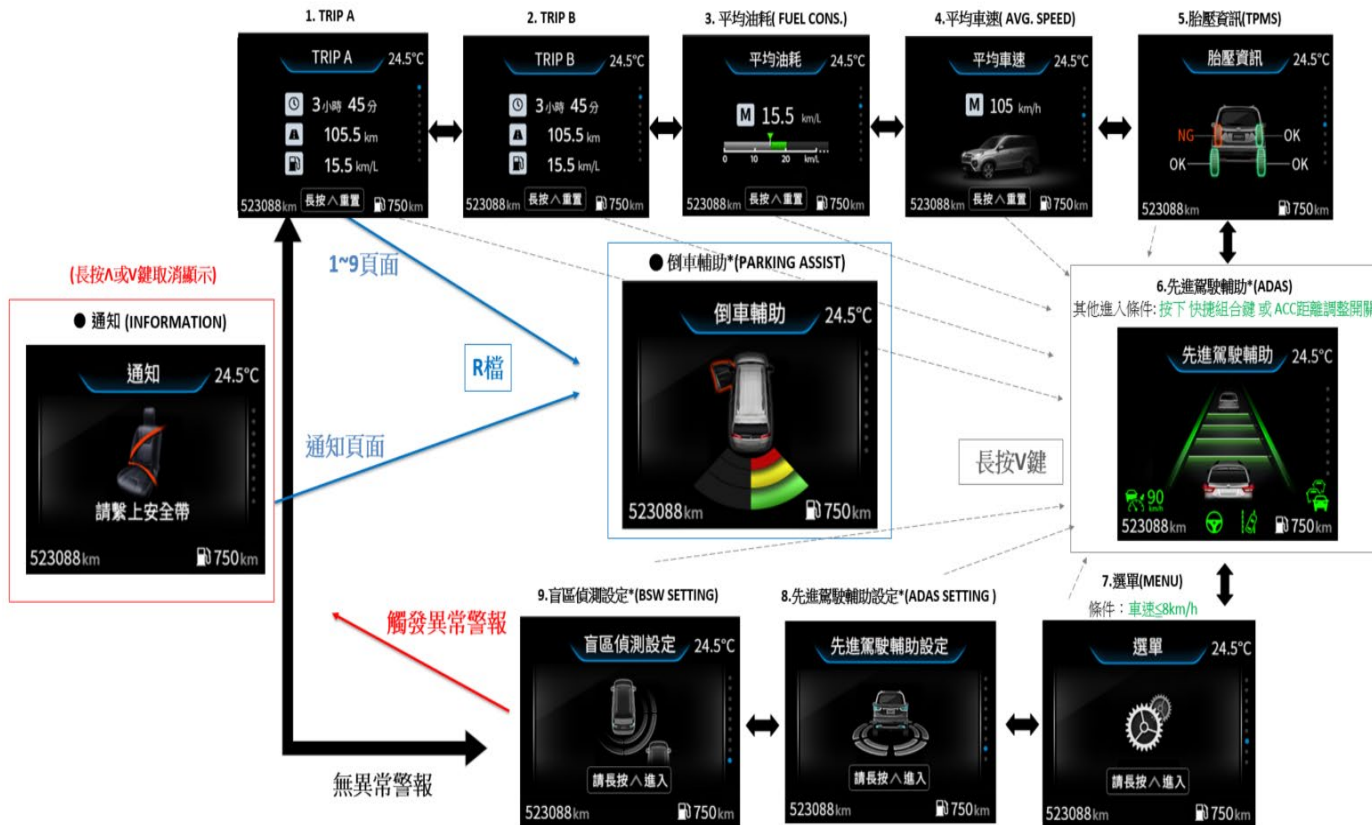 1. TRIP A
2. TRIP B
3. 平均油耗( FUEL CONS.)
4.平均車速( AVG. SPEED)
5.胎壓資訊(TPMS)
TRIP A
24.5°C
3 小時 45 分
105.5 km
15.5 km/L
長按∧重置
523088km
750km
TRIP B
24.5°C
3 小時 45 分
105.5 km
15.5 km/L
長按∧重置
523088km
750km
平均油耗
24.5°C
M 15.5 km/L
0 10 20 km/L
長按∧重置
523088km
750km
平均車速
24.5°C
M 105 km/h
長按∧重置
523088km
750km
胎壓資訊
24.5°C
NG OK
OK OK
523088km
750km
1~9頁面
(長按Λ或V鍵取消顯示)
● 通知 (INFORMATION)
通知
24.5°C
請繫上安全帶
523088km
750km
R檔
通知頁面
● 倒車輔助*(PARKING ASSIST)
倒車輔助
24.5°C
523088km
750km
長按V鍵
6.先進駕駛輔助*(ADAS)
其他進入條件: 按下 快捷組合鍵 或 ACC距離調整開關
先進駕駛輔助
24.5°C
90
km/h
523088km
750km
7.選單(MENU)
條件：車速≤8km/h
觸發異常警報
無異常警報
9.盲區偵測設定*(BSW SETTING)
盲區偵測設定
24.5°C
請長按∧進入
523088km
750km
8.先進駕駛輔助設定*(ADAS SETTING )
先進駕駛輔助設定
24.5°C
請長按∧進入
523088km
750km
選單
24.5°C
請長按∧進入
523088km
750km